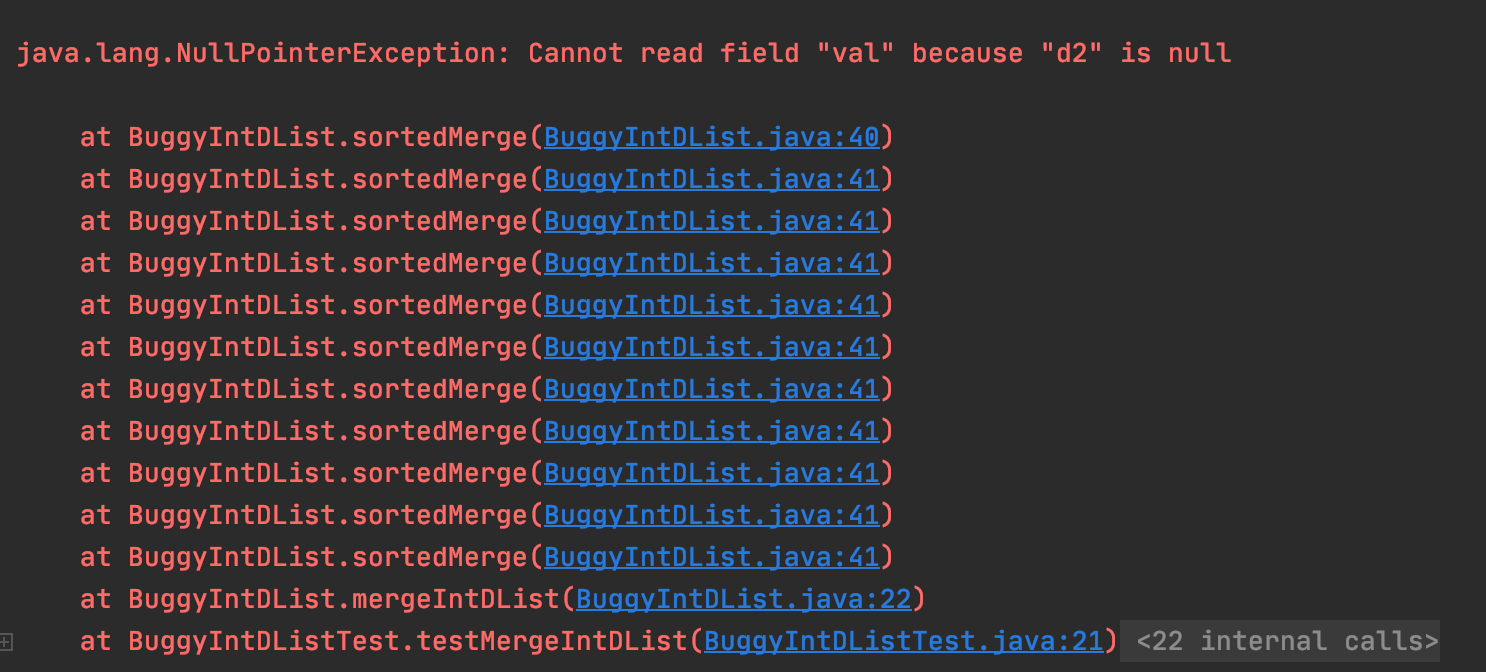 java.lang.NullPointerException: Cannot read field "val" because "d2" is null
at BuggyIntDList.sortedMerge(BuggyIntDList.java:40)
at BuggyIntDList.sortedMerge(BuggyIntDList.java:41)
at BuggyIntDList.sortedMerge(BuggyIntDList.java:41)
at BuggyIntDList.sortedMerge(BuggyIntDList.java:41)
at BuggyIntDList.sortedMerge(BuggyIntDList.java:41)
at BuggyIntDList.sortedMerge(BuggyIntDList.java:41)
at BuggyIntDList.sortedMerge(BuggyIntDList.java:41)
at BuggyIntDList.sortedMerge(BuggyIntDList.java:41)
at BuggyIntDList.sortedMerge(BuggyIntDList.java:41)
at BuggyIntDList.sortedMerge(BuggyIntDList.java:41)
at BuggyIntDList.sortedMerge(BuggyIntDList.java:41)
at BuggyIntDList.mergeIntDList(BuggyIntDList.java:22)
at BuggyIntDListTest.testMergeIntDList(BuggyIntDListTest.java:21) <22 internal calls>